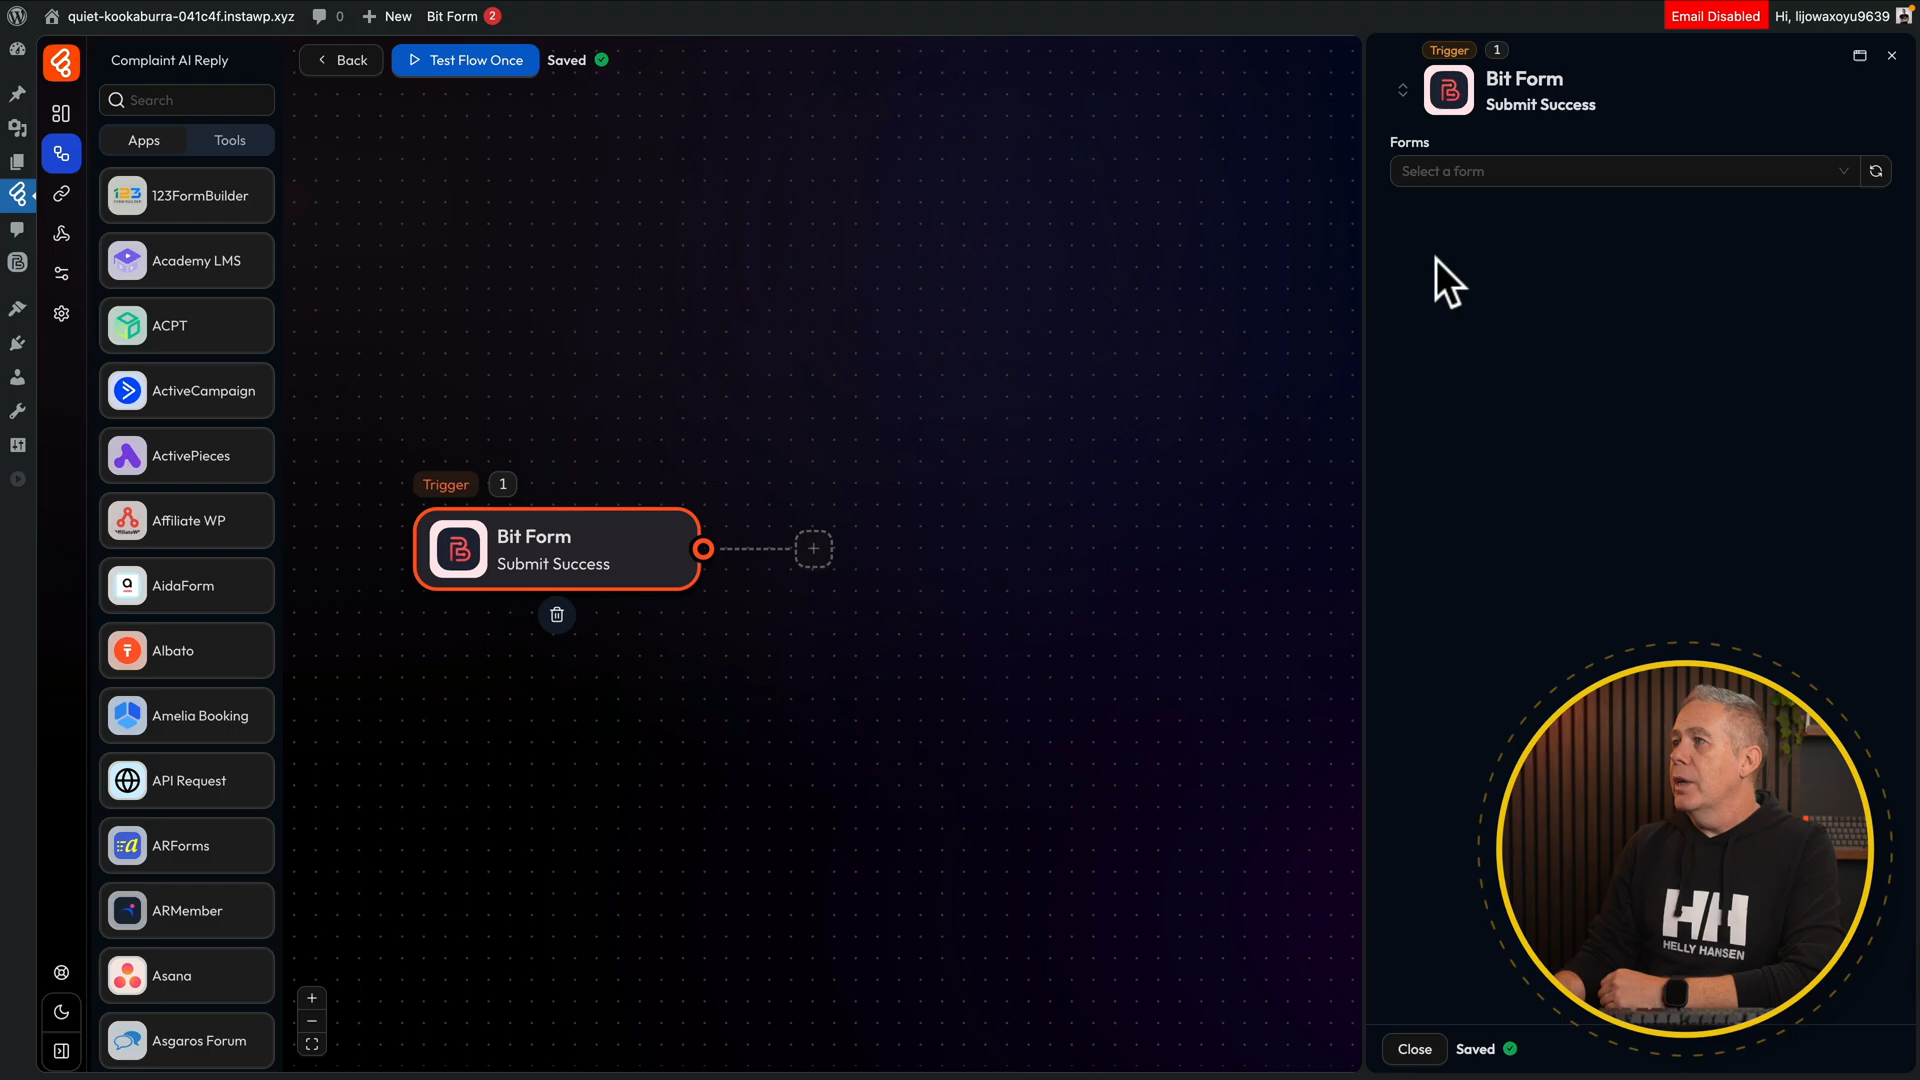 quiet-kookaburra-041c4f.instawp.xyz
0
New
Bit Form
2
Email Disabled
Hi, lijowaxoyu9639
Complaint AI Reply
Back
Test Flow Once
Saved
Search
Apps
Tools
123FormBuilder
Academy LMS
ACPT
ActiveCampaign
ActivePieces
Affiliate WP
AidaForm
Albato
Amelia Booking
API Request
ARForms
ARMember
Asana
Asgaros Forum
Trigger
1
Bit Form
Submit Success
Trigger
1
Bit Form
Submit Success
Forms
Select a form
HH
HELLY HANSEN
Close
Saved